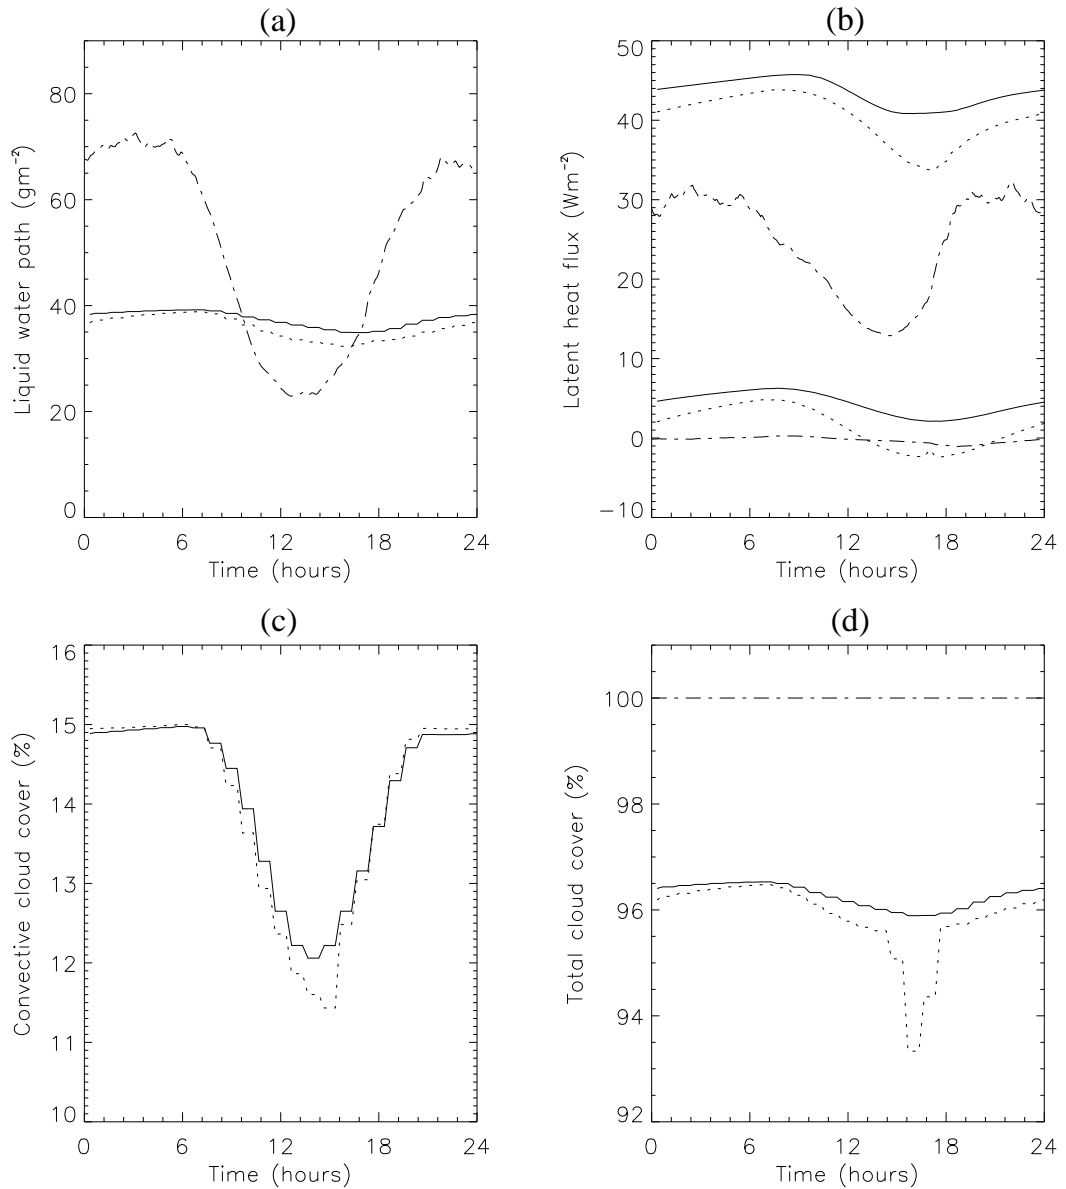 (a)
Liquid water path (gm⁻²)
80
60
40
20
0
0 6 12 18 24
Time (hours)
(b)
Latent heat flux (Wm⁻²)
50
40
30
20
10
0
−10
0 6 12 18 24
Time (hours)
(c)
Convective cloud cover (%)
16
15
14
13
12
11
10
0 6 12 18 24
Time (hours)
(d)
Total cloud cover (%)
100
98
96
94
92
0 6 12 18 24
Time (hours)